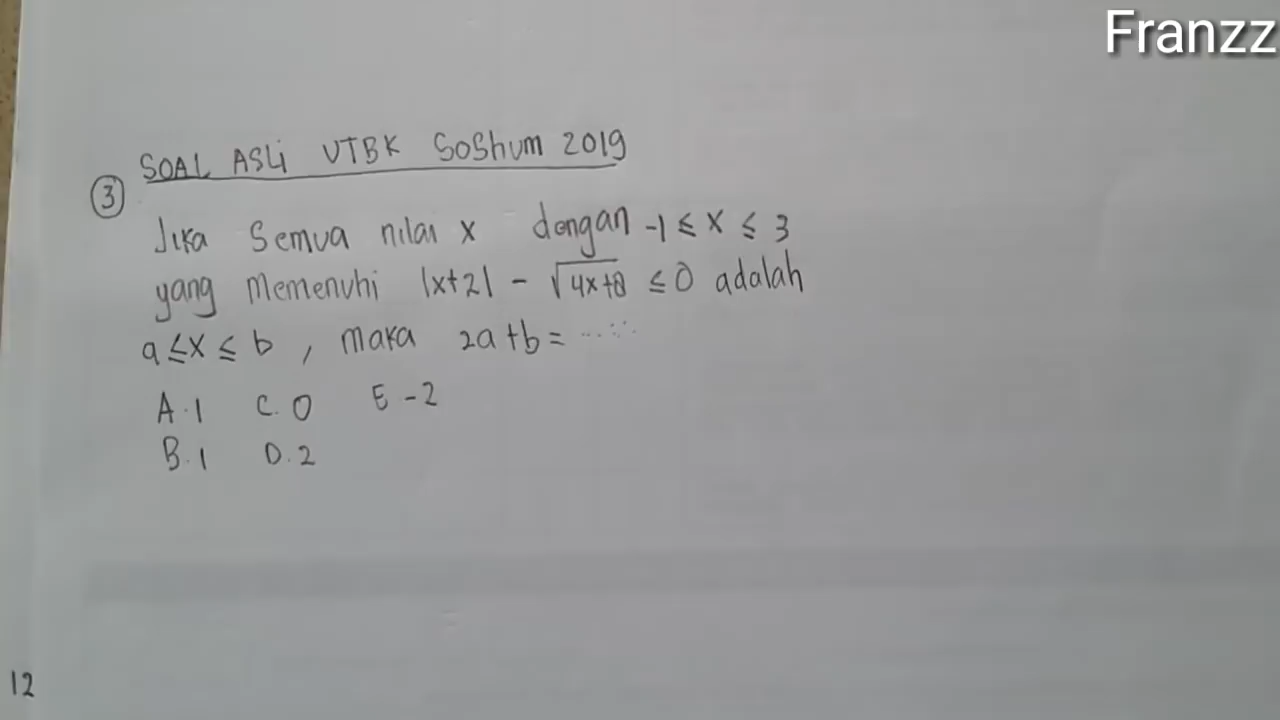 Franzz
SOAL ASLi UTBK SoShum 2019
③
Jika Semua nilai x dengan -1 ≤ x ≤ 3
yang memenuhi |x+2| - √4x+8 ≤ 0 adalah
a ≤ x ≤ b , maka 2a+b = ......
A. 1 C. 0 E -2
B. 1 D. 2
12